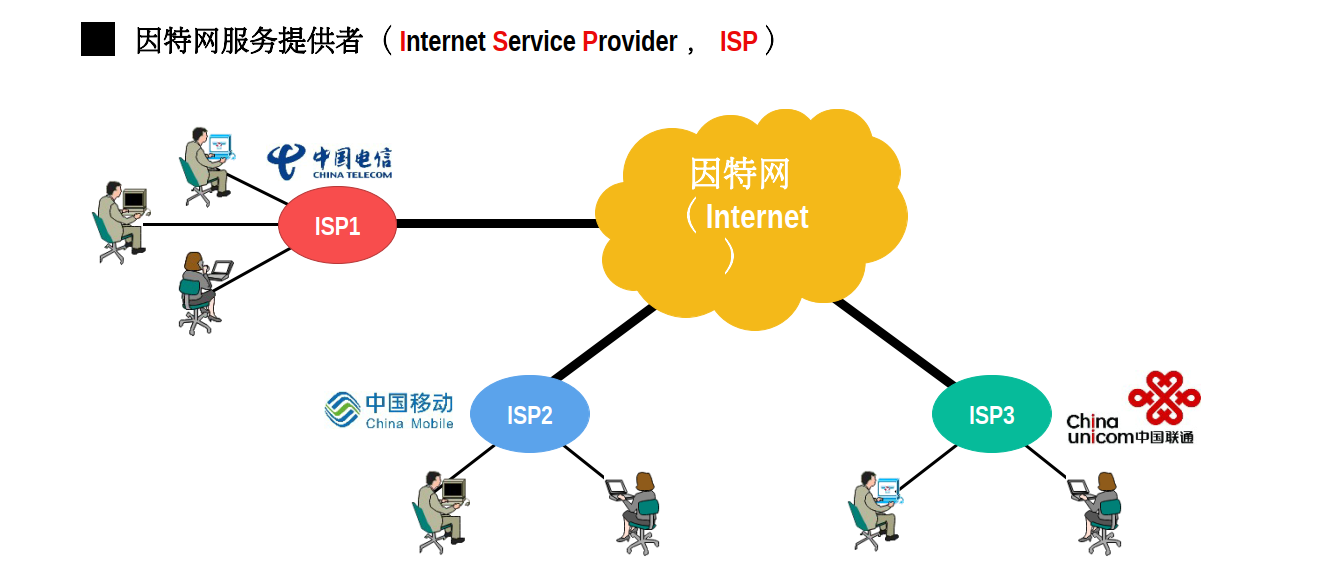 因特网服务提供者（Internet Service Provider， ISP）
中国电信
CHINA TELECOM
ISP1
因特网
（Internet
）
中国移动
China Mobile
ISP2
ISP3
China
unicom中国联通